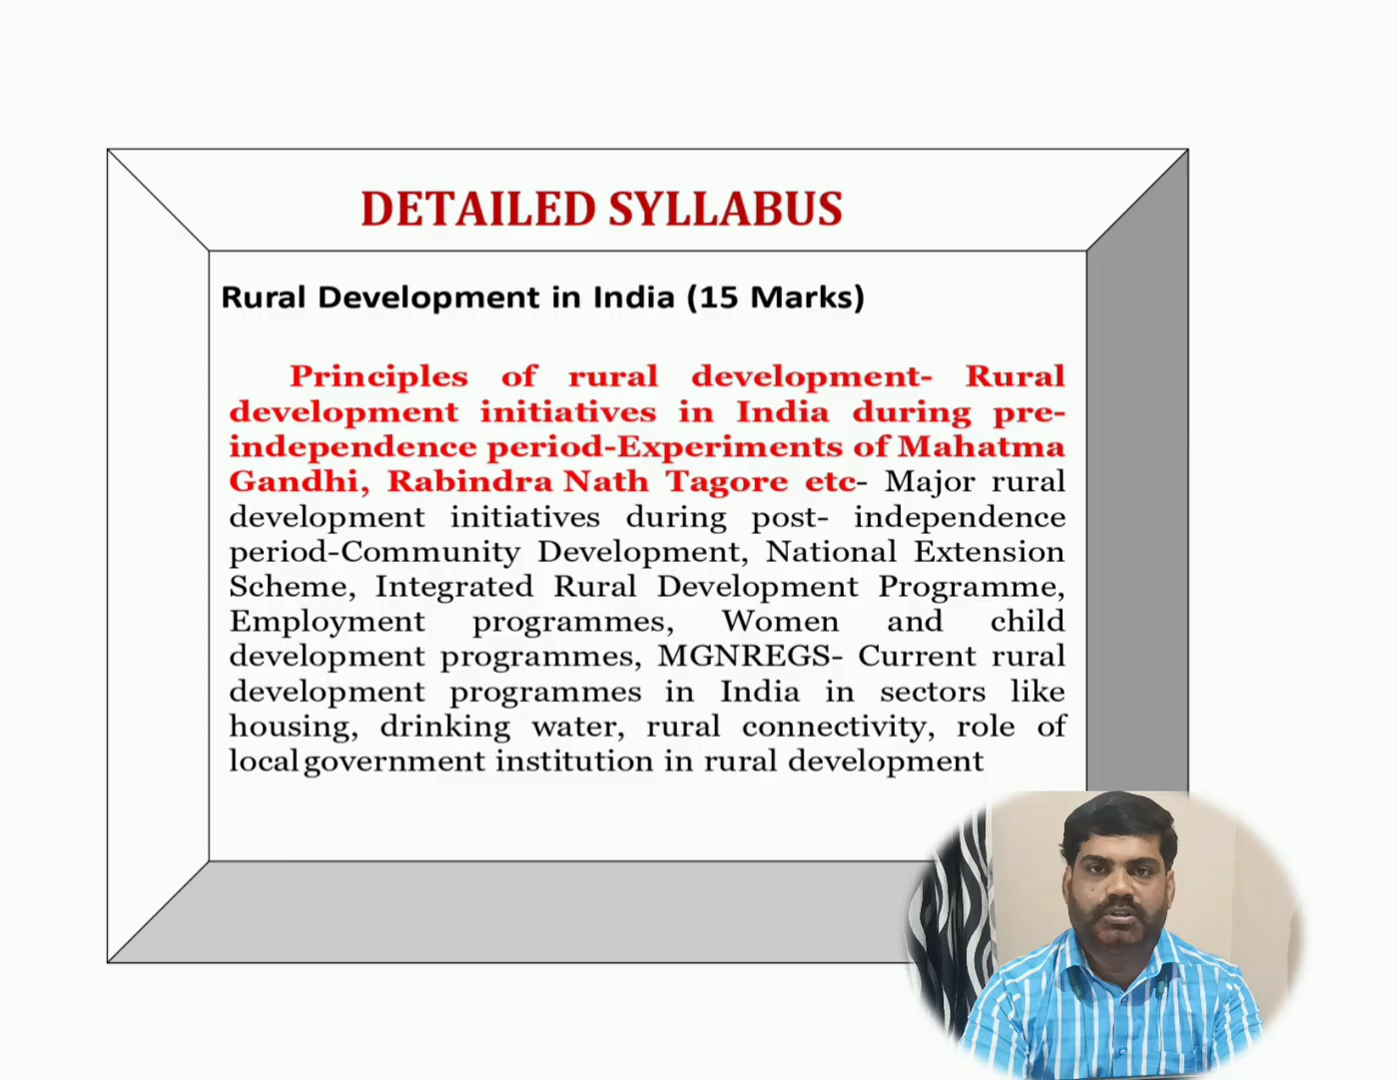 DETAILED SYLLABUS
Rural Development in India (15 Marks)
Principles of rural development- Rural
development initiatives in India during pre-
independence period-Experiments of Mahatma
Gandhi, Rabindra Nath Tagore etc- Major rural
development initiatives during post- independence
period-Community Development, National Extension
Scheme, Integrated Rural Development Programme,
Employment programmes, Women and child
development programmes, MGNREGS- Current rural
development programmes in India in sectors like
housing, drinking water, rural connectivity, role of
local government institution in rural development